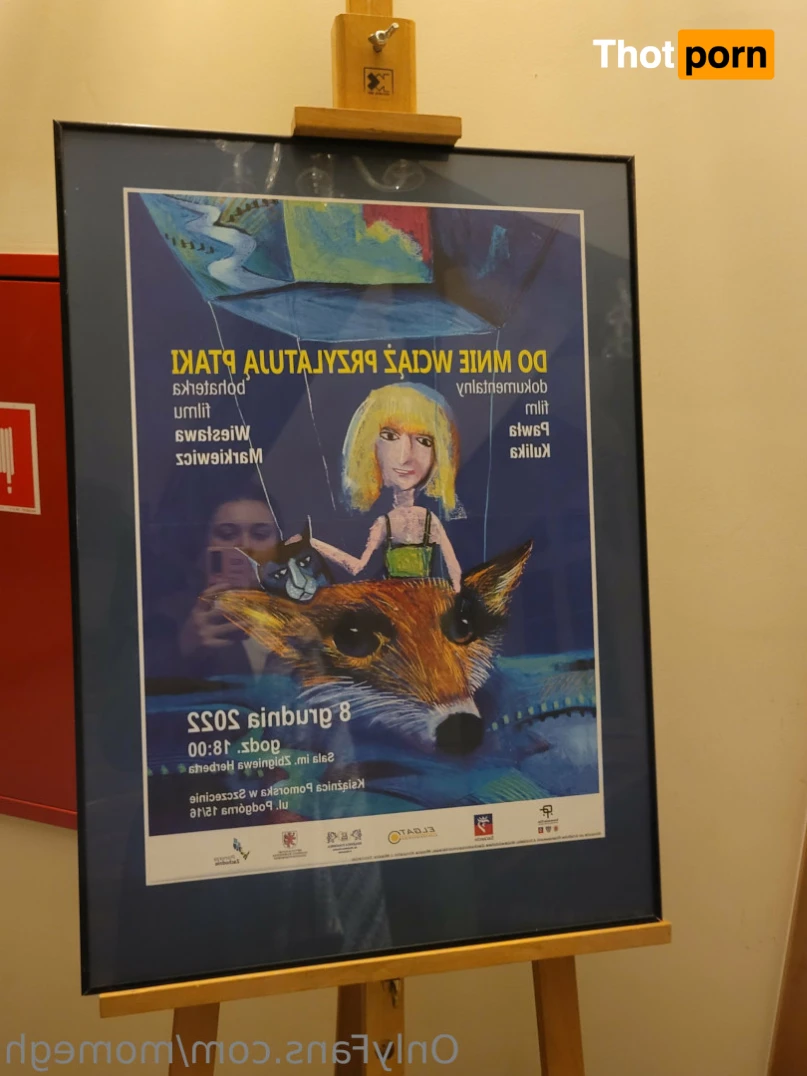 Thotporn
DO MNIE WCIĄŻ PRZYLATUJĄ PTAKI
dokumentalny
film
Pawła
Kulika
bohaterka
filmu
Wiesława
Markiewicz
8 grudnia 2022
godz. 18:00
Sala im. Zbigniewa Herberta
Książnica Pomorska w Szczecinie
ul. Podgórna 15/16
ELGAT
OnlyFans.com/momegh